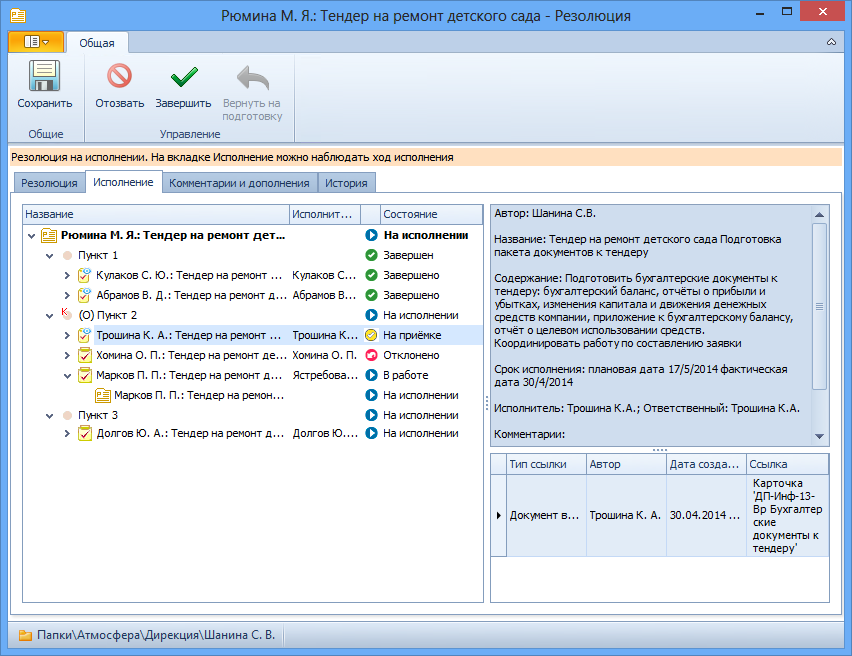 Рюмина М. Я.: Тендер на ремонт детского сада - Резолюция
Общая
Сохранить
Отозвать
Завершить
Вернуть на
подготовку
Общие
Управление
Резолюция на исполнении. На вкладке Исполнение можно наблюдать ход исполнения
Резолюция
Исполнение
Комментарии и дополнения
История
Название Исполнит... Состояние
Рюмина М. Я.: Тендер на ремонт дет... На исполнении
Пункт 1 Завершен
Кулаков С. Ю.: Тендер на ремонт ... Кулаков С... Завершено
Абрамов В. Д.: Тендер на ремонт д... Абрамов В... Завершено
К (О) Пункт 2 На исполнении
Трошина К. А.: Тендер на ремонт ... Трошина К... На приёмке
Хомина О. П.: Тендер на ремонт де... Хомина О. П. Отклонено
Марков П. П.: Тендер на ремонт д... Ястребова... В работе
Марков П. П.: Тендер на ремон... На исполнении
Пункт 3 На исполнении
Долгов Ю. А.: Тендер на ремонт д... Долгов Ю.... На исполнении
Автор: Шанина С.В.
Название: Тендер на ремонт детского сада Подготовка
пакета документов к тендеру
Содержание: Подготовить бухгалтерские документы к
тендеру: бухгалтерский баланс, отчёты о прибыли и
убытках, изменения капитала и движения денежных
средств компании, приложение к бухгалтерскому балансу,
отчёт о целевом использовании средств.
Координировать работу по составлению заявки
Срок исполнения: плановая дата 17/5/2014 фактическая
дата 30/4/2014
Исполнитель: Трошина К.А.; Ответственный: Трошина К.А.
Комментарии:
Тип ссылки Автор Дата созда... Ссылка
Документ в... Трошина К. А. 30.04.2014 ...
Карточка
'ДП-Инф-13-
Вр Бухгалтер
ские
документы к
тендеру'
Папки\Атмосфера\Дирекция\Шанина С. В.